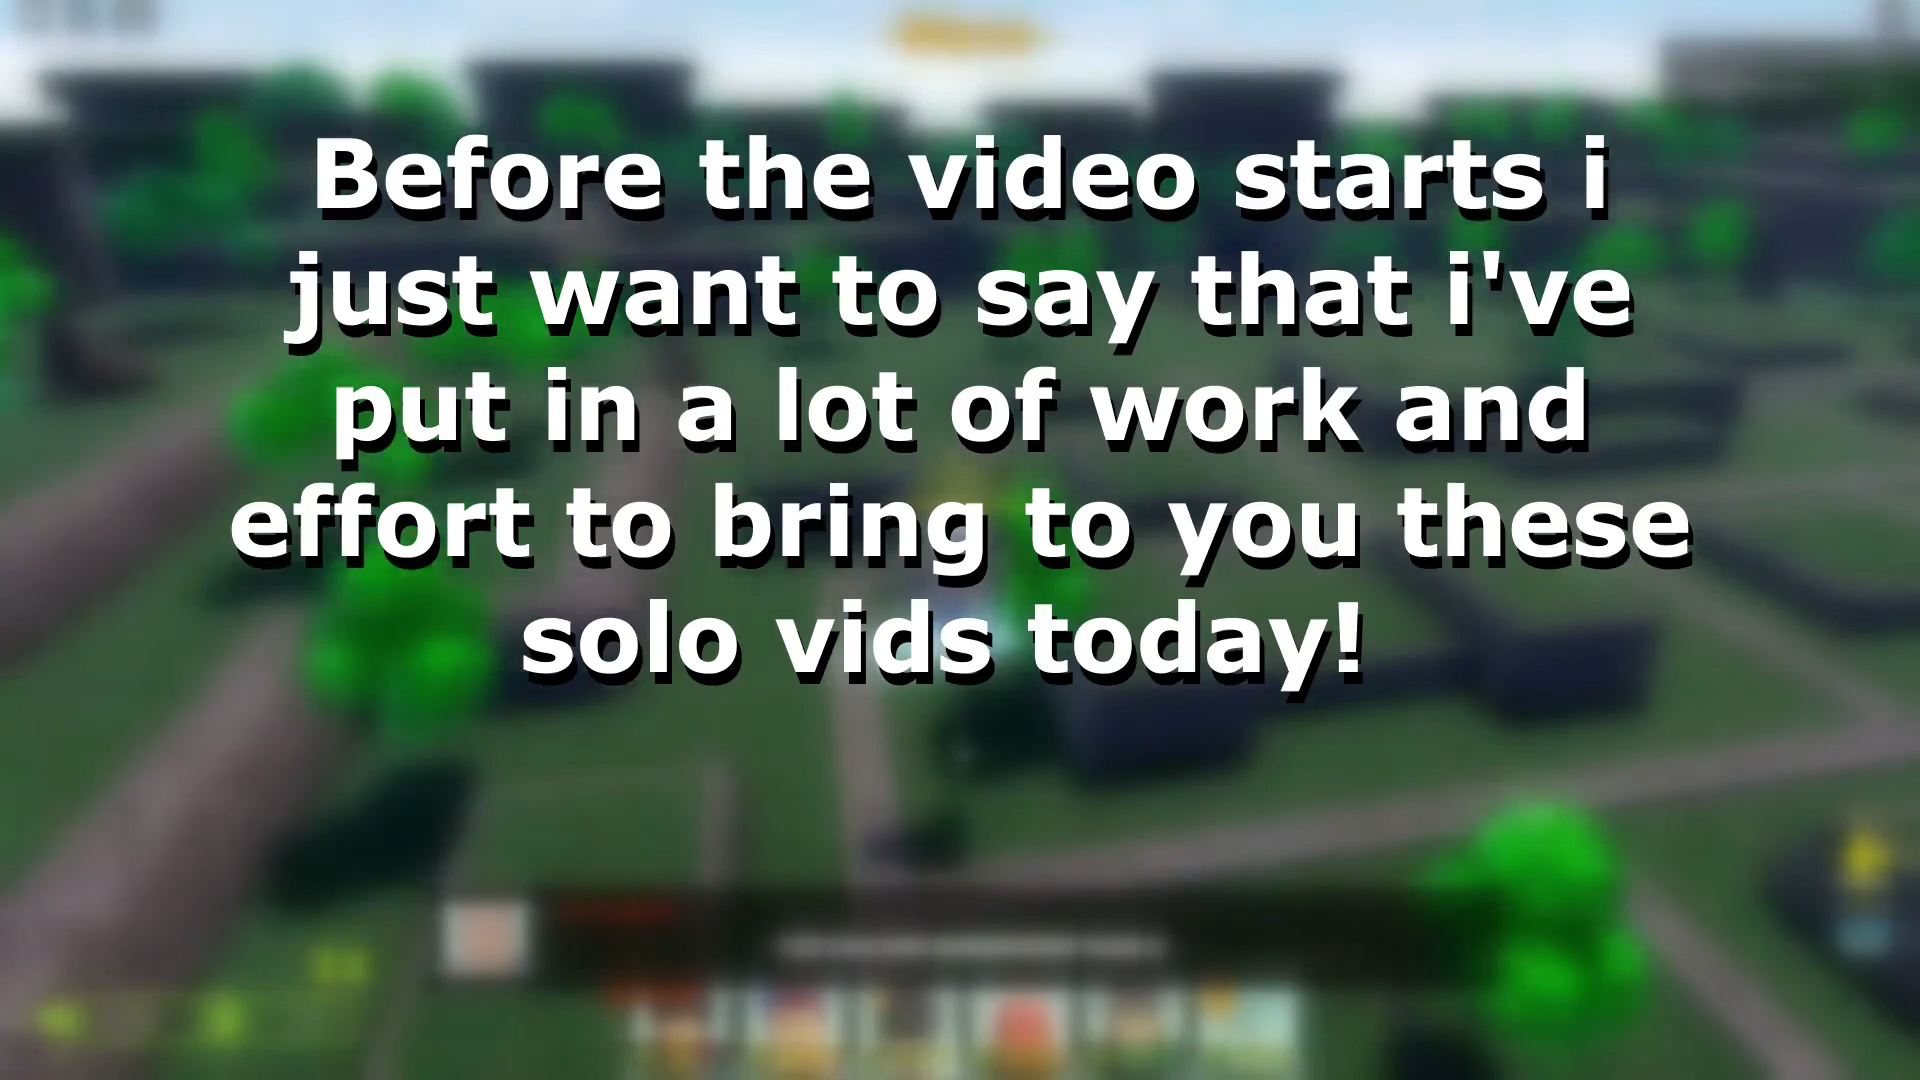 Before the video starts i
just want to say that i've
put in a lot of work and
effort to bring to you these
solo vids today!